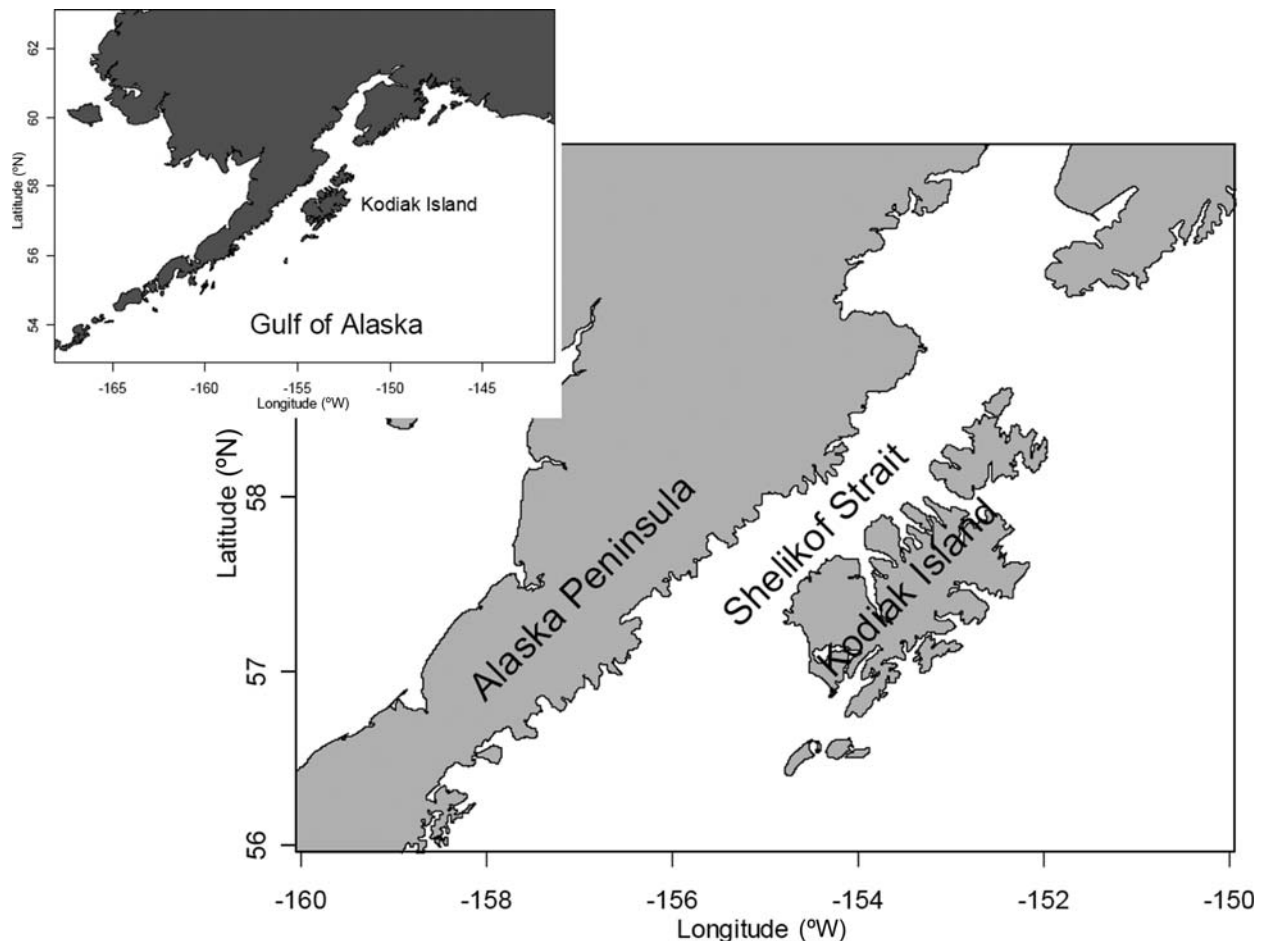 62
60
58
56
54
Latitude (ºN)
Kodiak Island
Gulf of Alaska
-165 -160 -155 -150 -145
Longitude (ºW)
58
57
56
Latitude (ºN)
Alaska Peninsula
Shelikof Strait
Kodiak Island
-160 -158 -156 -154 -152 -150
Longitude (ºW)